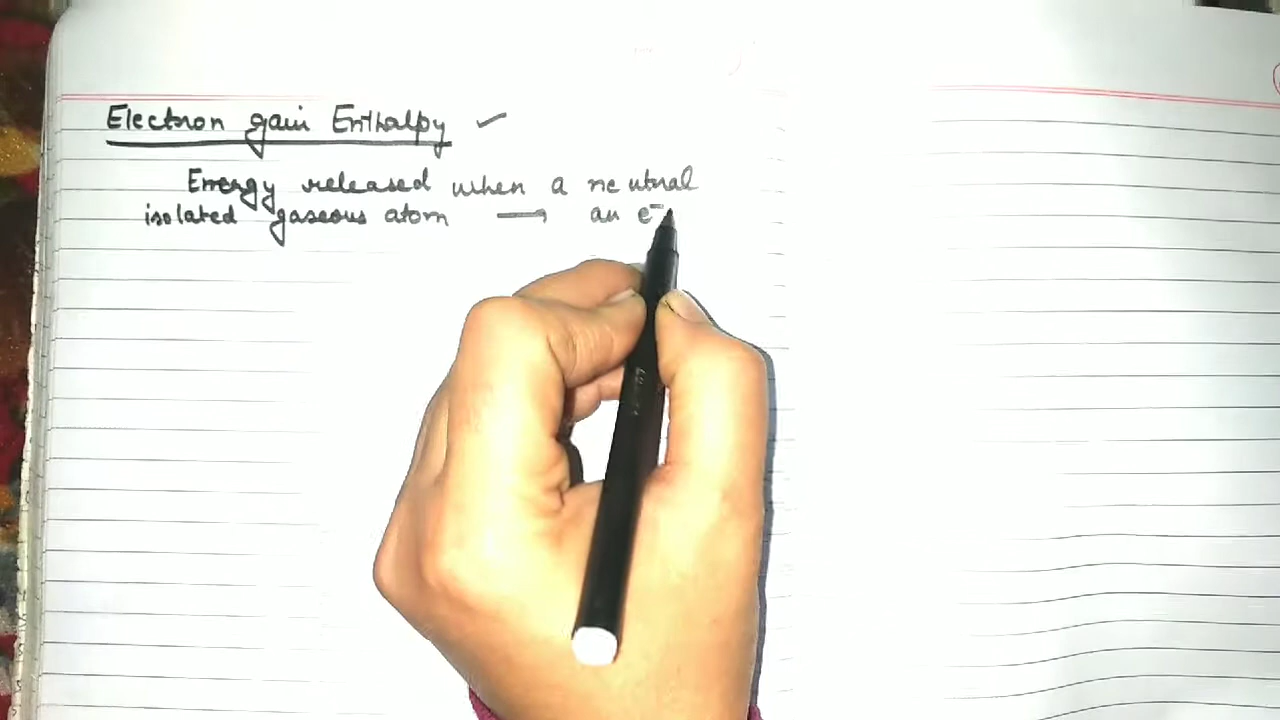 Electron gain Enthalpy ✓
Energy released when a neutral
isolated gaseous atom — an e⁻